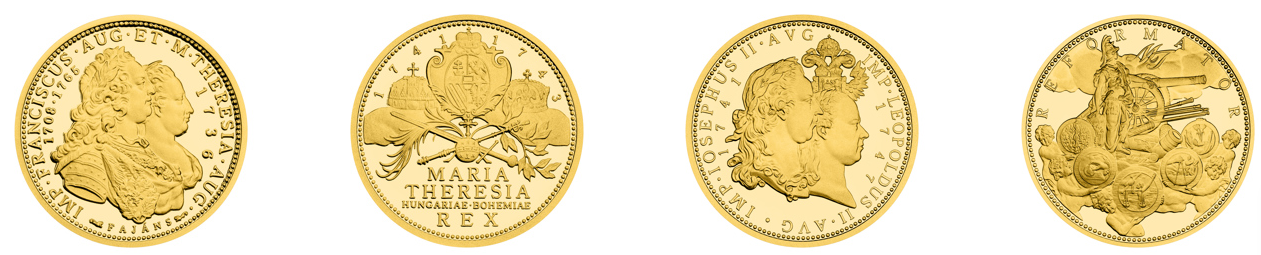 IMP·FRANCISCUS·AUG·ET·M·THERESIA·AUG·
1708·1765
1736
FAJÁNS
1741 1743
MARIA
THERESIA
HUNGARIAE·BOHEMIAE
REX
IMP·JOSEPHUS II·AVG
1741
IMP·LEOPOLDUS II·AVG
1747
REFORMATOR